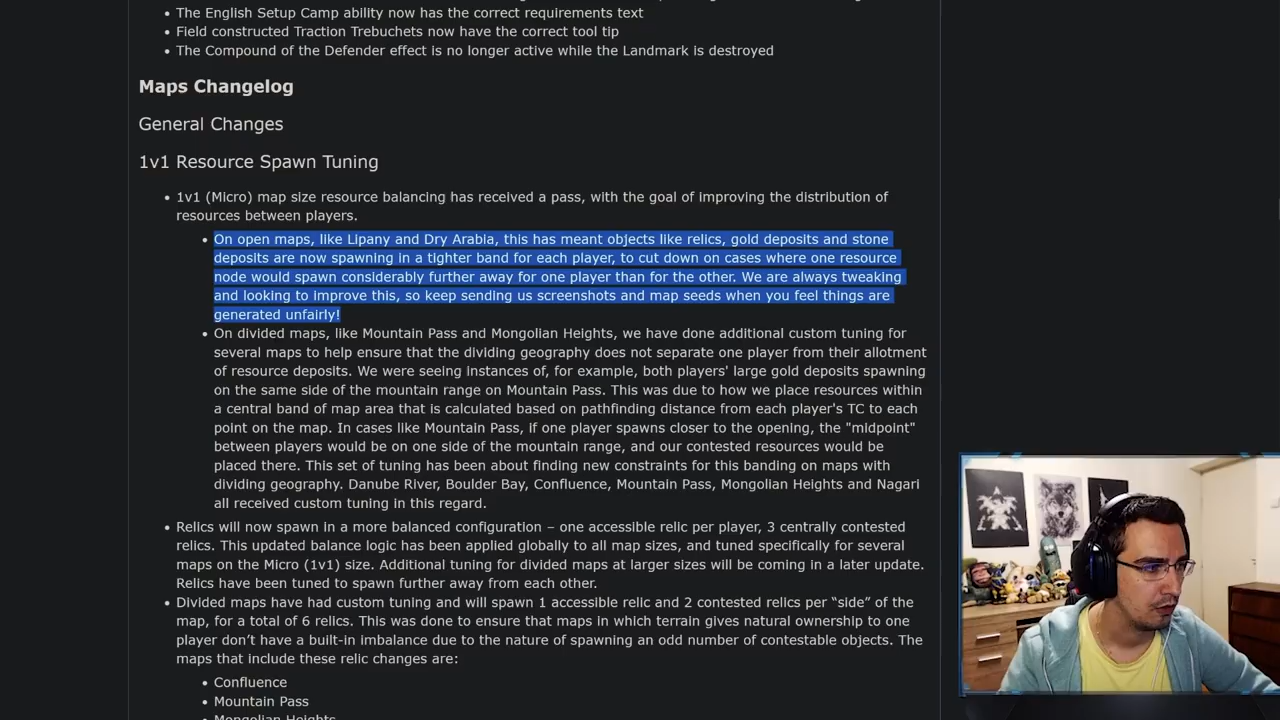 The English Setup Camp ability now has the correct requirements text
Field constructed Traction Trebuchets now have the correct tool tip
The Compound of the Defender effect is no longer active while the Landmark is destroyed
Maps Changelog
General Changes
1v1 Resource Spawn Tuning
1v1 (Micro) map size resource balancing has received a pass, with the goal of improving the distribution of
resources between players.
On open maps, like Lipany and Dry Arabia, this has meant objects like relics, gold deposits and stone
deposits are now spawning in a tighter band for each player, to cut down on cases where one resource
node would spawn considerably further away for one player than for the other. We are always tweaking
and looking to improve this, so keep sending us screenshots and map seeds when you feel things are
generated unfairly!
On divided maps, like Mountain Pass and Mongolian Heights, we have done additional custom tuning for
several maps to help ensure that the dividing geography does not separate one player from their allotment
of resource deposits. We were seeing instances of, for example, both players' large gold deposits spawning
on the same side of the mountain range on Mountain Pass. This was due to how we place resources within
a central band of map area that is calculated based on pathfinding distance from each player's TC to each
point on the map. In cases like Mountain Pass, if one player spawns closer to the opening, the "midpoint"
between players would be on one side of the mountain range, and our contested resources would be
placed there. This set of tuning has been about finding new constraints for this banding on maps with
dividing geography. Danube River, Boulder Bay, Confluence, Mountain Pass, Mongolian Heights and Nagari
all received custom tuning in this regard.
Relics will now spawn in a more balanced configuration – one accessible relic per player, 3 centrally contested
relics. This updated balance logic has been applied globally to all map sizes, and tuned specifically for several
maps on the Micro (1v1) size. Additional tuning for divided maps at larger sizes will be coming in a later update.
Relics have been tuned to spawn further away from each other.
Divided maps have had custom tuning and will spawn 1 accessible relic and 2 contested relics per “side” of the
map, for a total of 6 relics. This was done to ensure that maps in which terrain gives natural ownership to one
player don’t have a built-in imbalance due to the nature of spawning an odd number of contestable objects. The
maps that include these relic changes are:
Confluence
Mountain Pass
Mongolian Heights